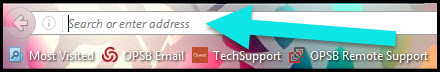 Search or enter address
Most Visited OPSB Email TechSupport OPSB Remote Support